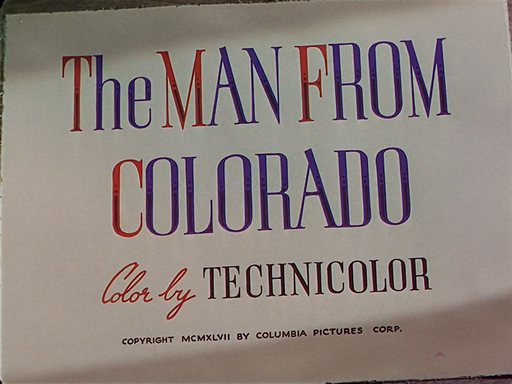 The MAN FROM
COLORADO
Color by TECHNICOLOR
COPYRIGHT MCMXLVII BY COLUMBIA PICTURES CORP.